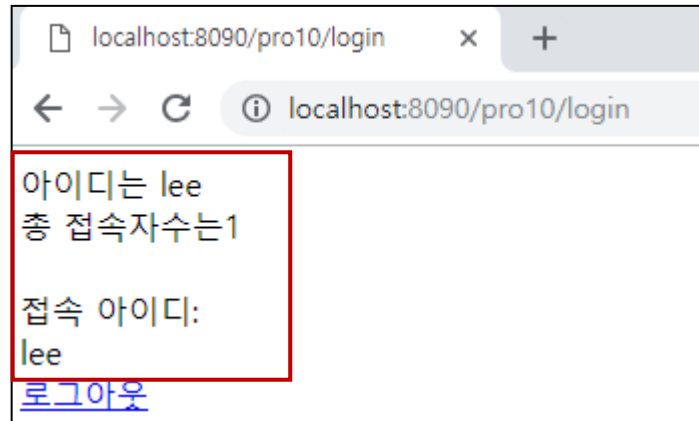 localhost:8090/pro10/login
localhost:8090/pro10/login
아이디는 lee
총 접속자수는1
접속 아이디:
lee
로그아웃